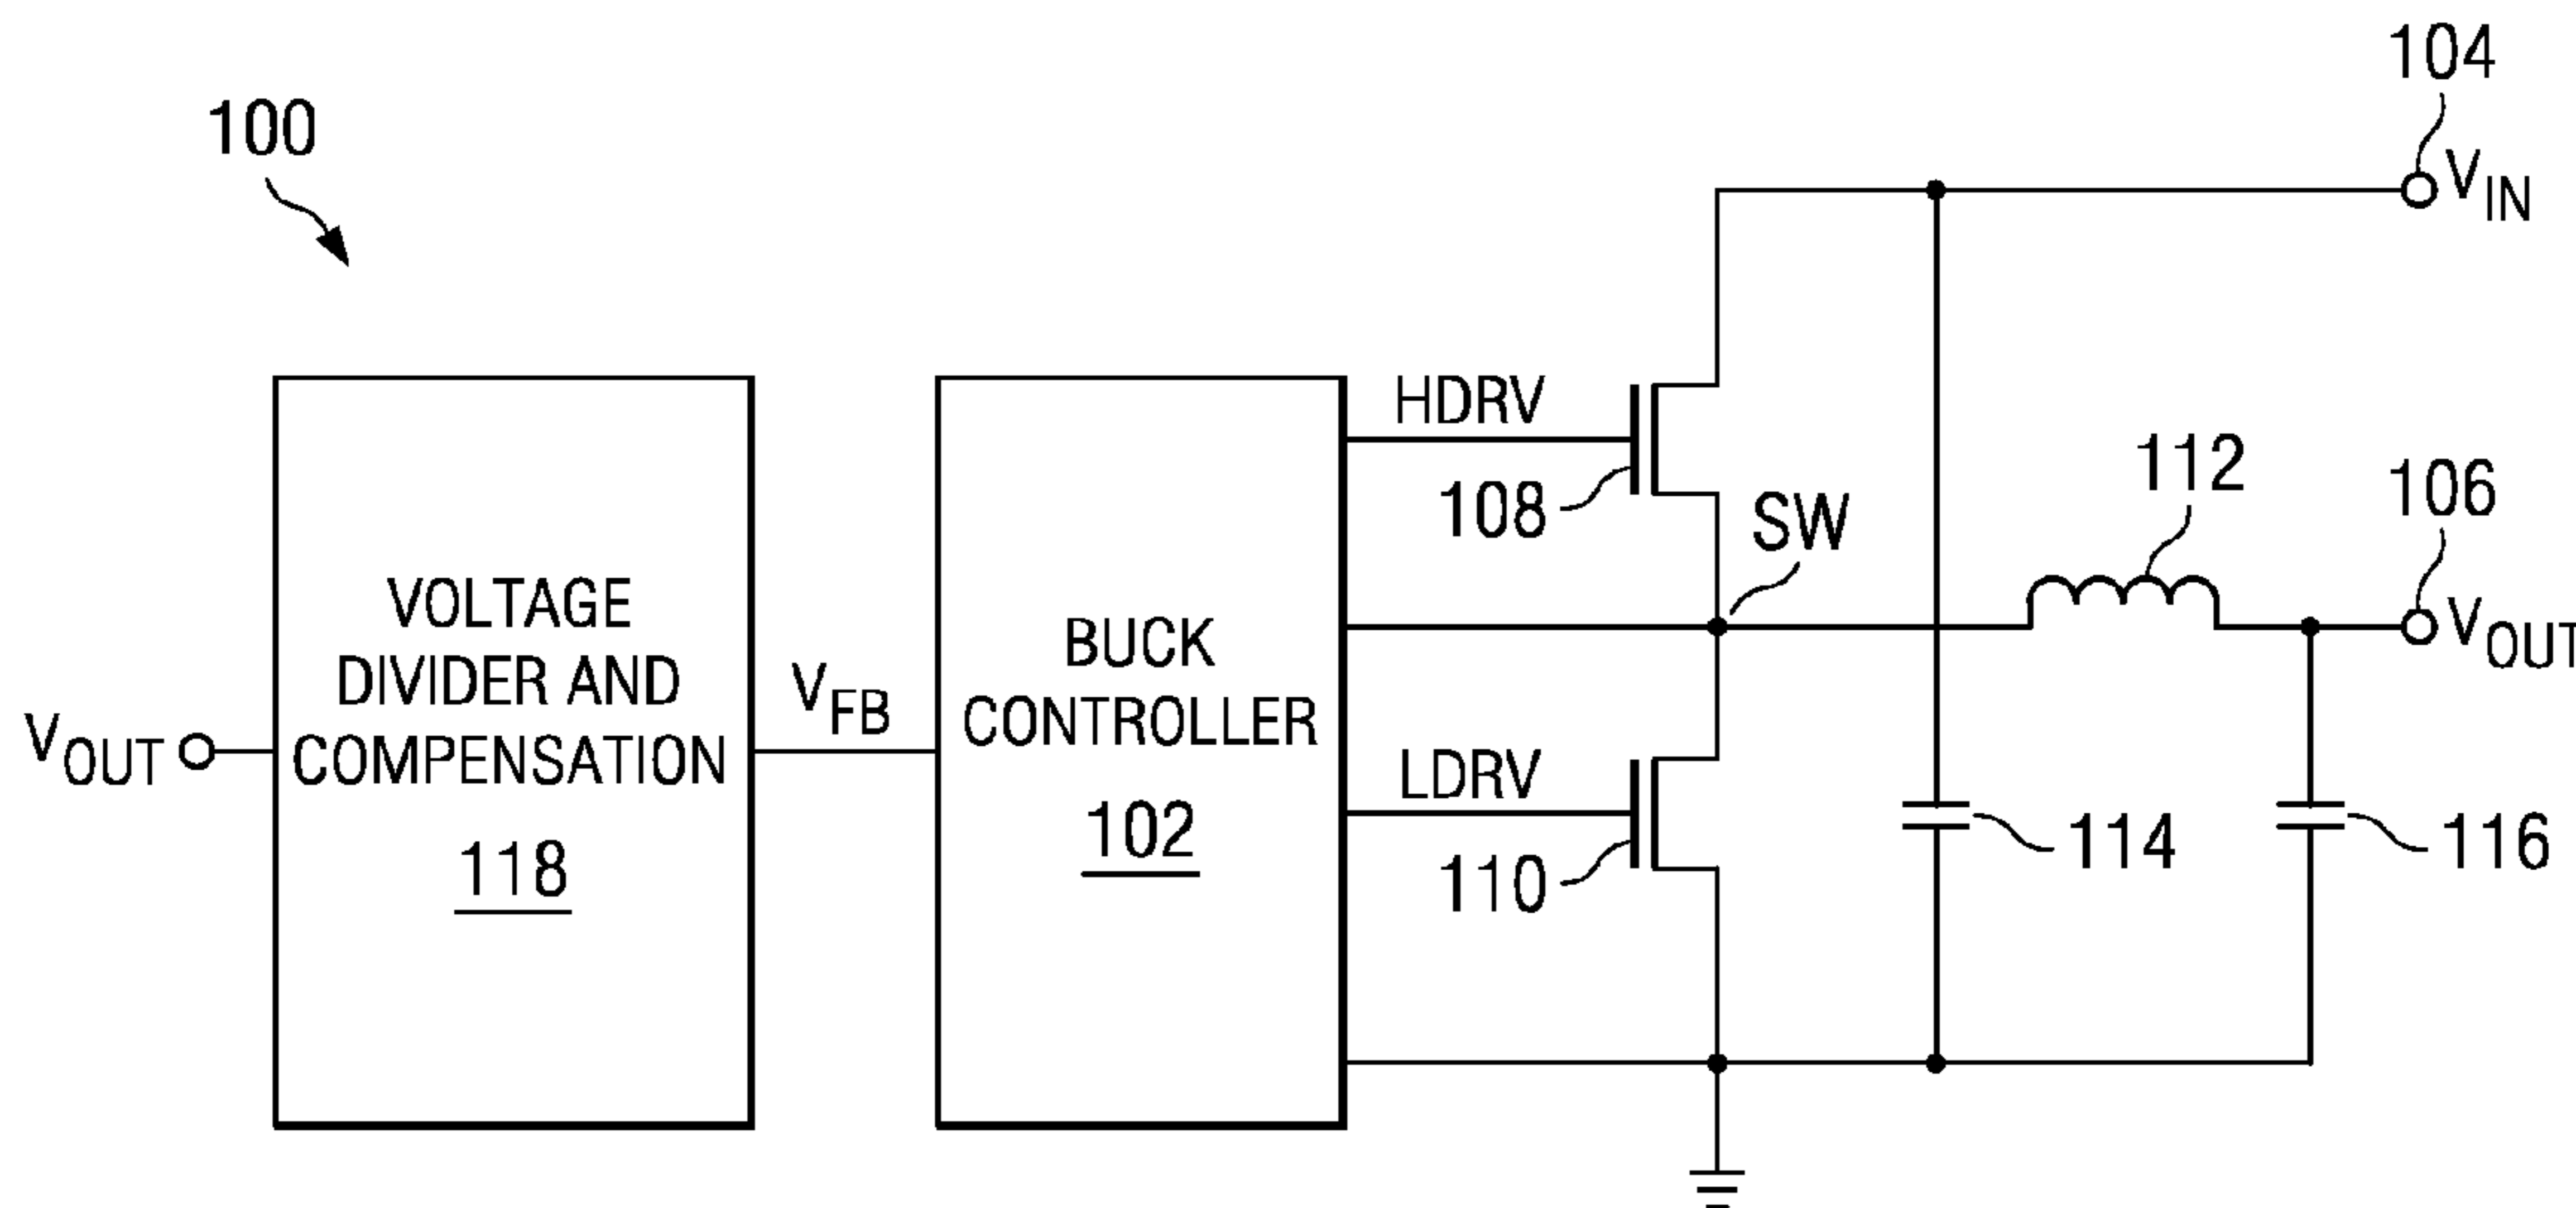 104
100
VIN
HDRV
108
SW
112
106
VOUT
VOLTAGE
DIVIDER AND
COMPENSATION
118
VOUT
VFB
BUCK
CONTROLLER
102
LDRV
110
114
116